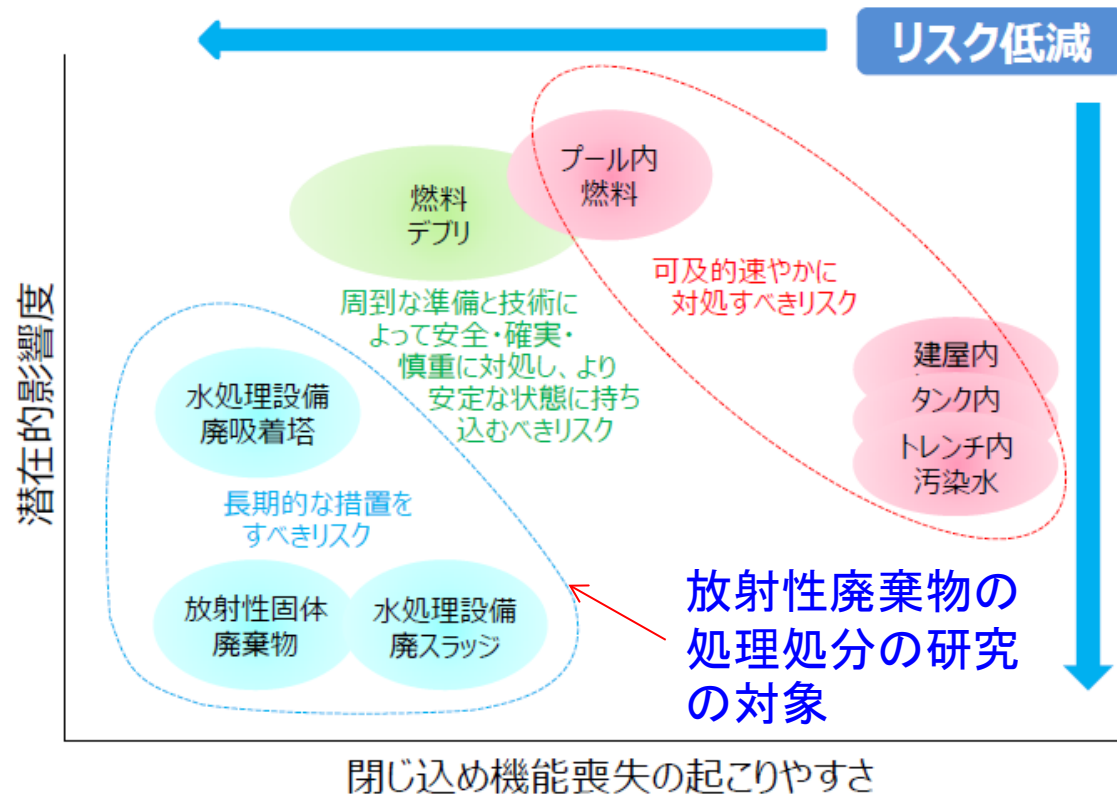 リスク低減
プール内
燃料
燃料
デブリ
可及的速やかに
対処すべきリスク
周到な準備と技術に
よって安全・確実・
慎重に対処し、より
安定な状態に持ち
込むべきリスク
建屋内
タンク内
トレンチ内
汚染水
水処理設備
廃吸着塔
長期的な措置を
すべきリスク
放射性固体
廃棄物
水処理設備
廃スラッジ
放射性廃棄物の
処理処分の研究
の対象
潜在的影響度
閉じ込め機能喪失の起こりやすさ